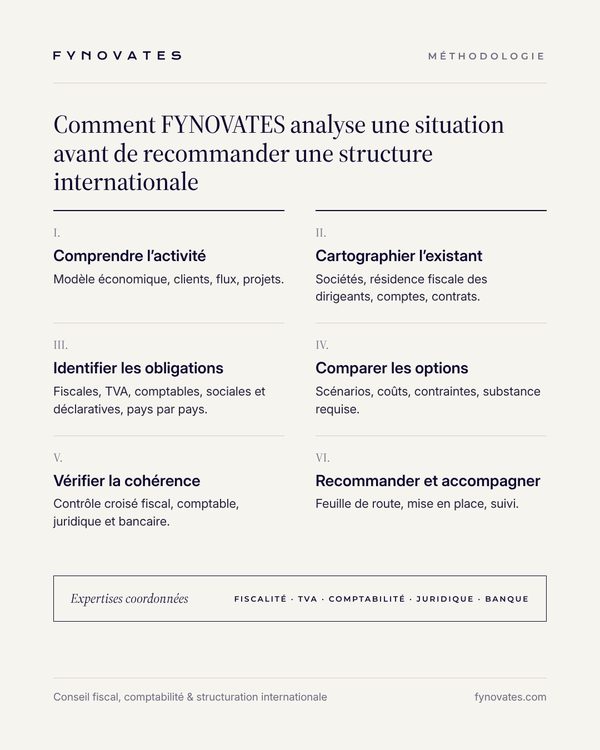 FYNOVATES
MÉTHODOLOGIE
Comment FYNOVATES analyse une situation
avant de recommander une structure
internationale
I.
Comprendre l’activité
Modèle économique, clients, flux, projets.
II.
Cartographier l’existant
Sociétés, résidence fiscale des
dirigeants, comptes, contrats.
III.
Identifier les obligations
Fiscales, TVA, comptables, sociales et
déclaratives, pays par pays.
IV.
Comparer les options
Scénarios, coûts, contraintes, substance
requise.
V.
Vérifier la cohérence
Contrôle croisé fiscal, comptable,
juridique et bancaire.
VI.
Recommander et accompagner
Feuille de route, mise en place, suivi.
Expertises coordonnées
FISCALITÉ · TVA · COMPTABILITÉ · JURIDIQUE · BANQUE
Conseil fiscal, comptabilité & structuration internationale
fynovates.com